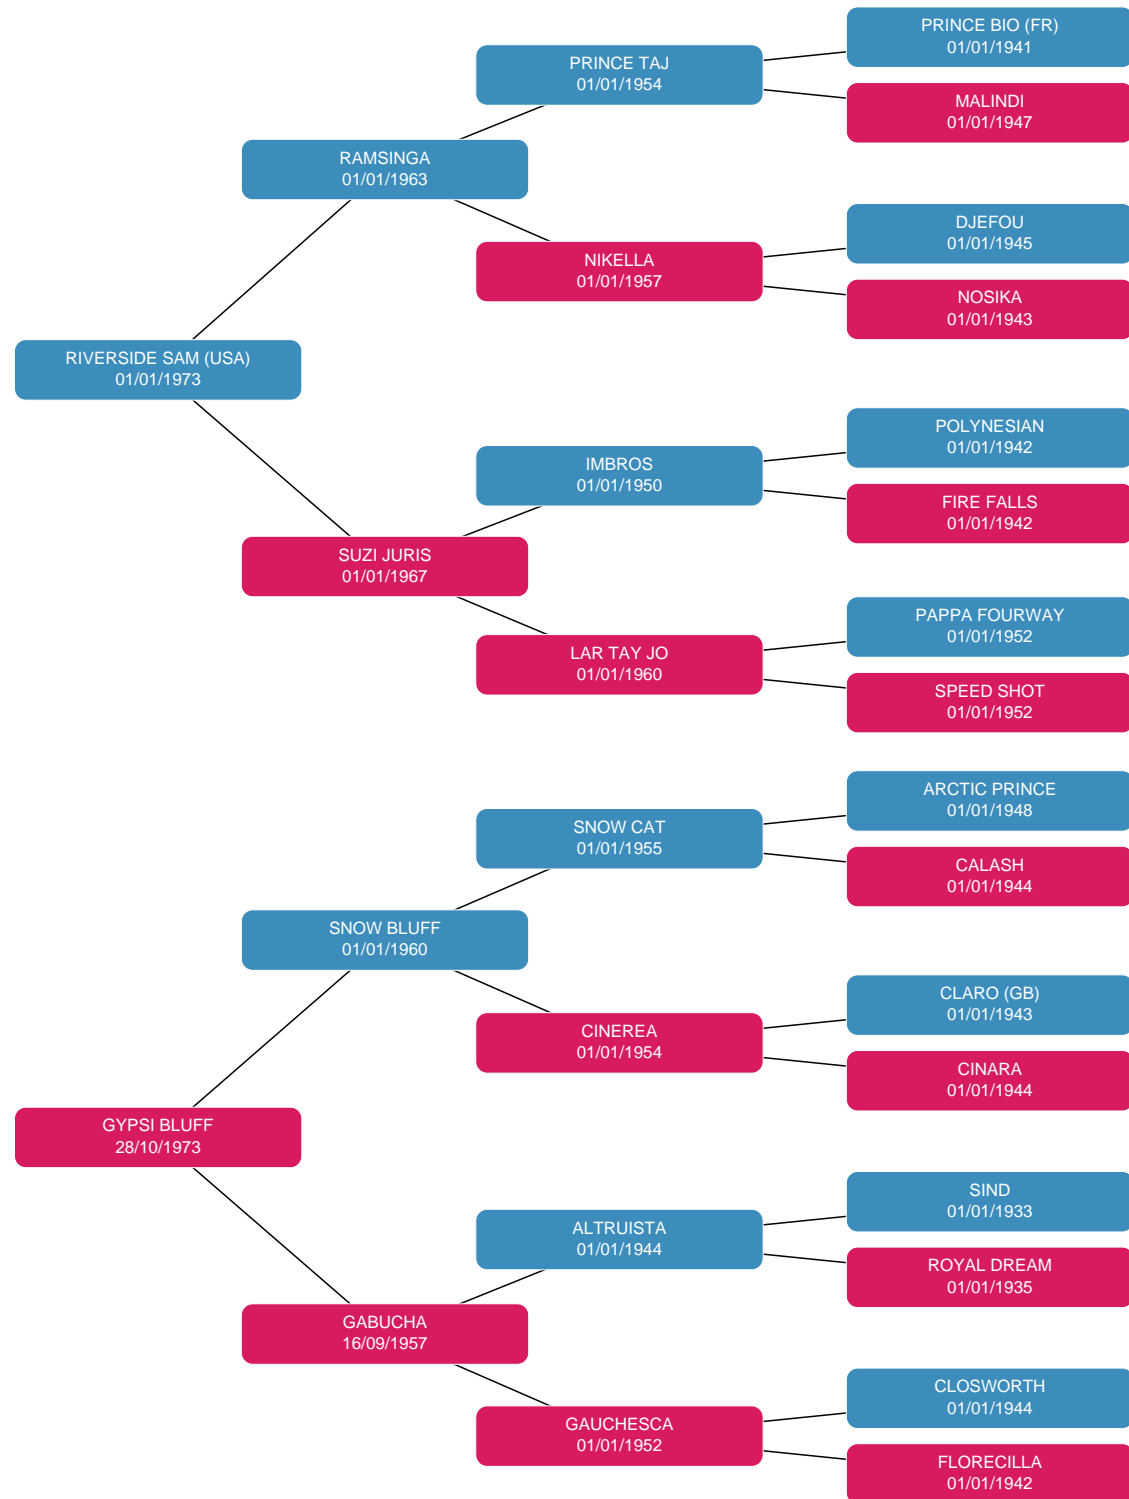 PRINCE BIO (FR)
01/01/1941
PRINCE TAJ
01/01/1954
MALINDI
01/01/1947
RAMSINGA
01/01/1963
DJEFOU
01/01/1945
NIKELLA
01/01/1957
NOSIKA
01/01/1943
RIVERSIDE SAM (USA)
01/01/1973
POLYNESIAN
01/01/1942
IMBROS
01/01/1950
FIRE FALLS
01/01/1942
SUZI JURIS
01/01/1967
PAPPA FOURWAY
01/01/1952
LAR TAY JO
01/01/1960
SPEED SHOT
01/01/1952
ARCTIC PRINCE
01/01/1948
SNOW CAT
01/01/1955
CALASH
01/01/1944
SNOW BLUFF
01/01/1960
CLARO (GB)
01/01/1943
CINEREA
01/01/1954
CINARA
01/01/1944
GYPSI BLUFF
28/10/1973
SIND
01/01/1933
ALTRUISTA
01/01/1944
ROYAL DREAM
01/01/1935
GABUCHA
16/09/1957
CLOSWORTH
01/01/1944
GAUCHESCA
01/01/1952
FLORECILLA
01/01/1942